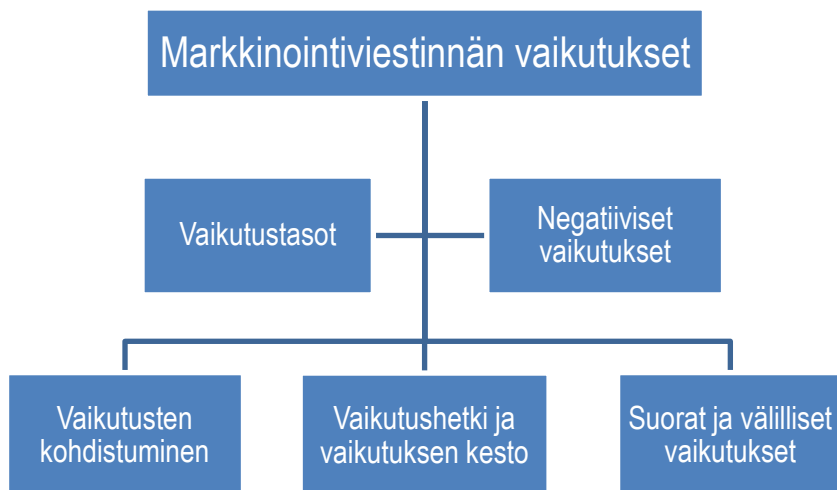 Markkinointiviestinnän vaikutukset
Vaikutustasot
Negatiiviset
vaikutukset
Vaikutusten
kohdistuminen
Vaikutushetki ja
vaikutuksen kesto
Suorat ja välilliset
vaikutukset